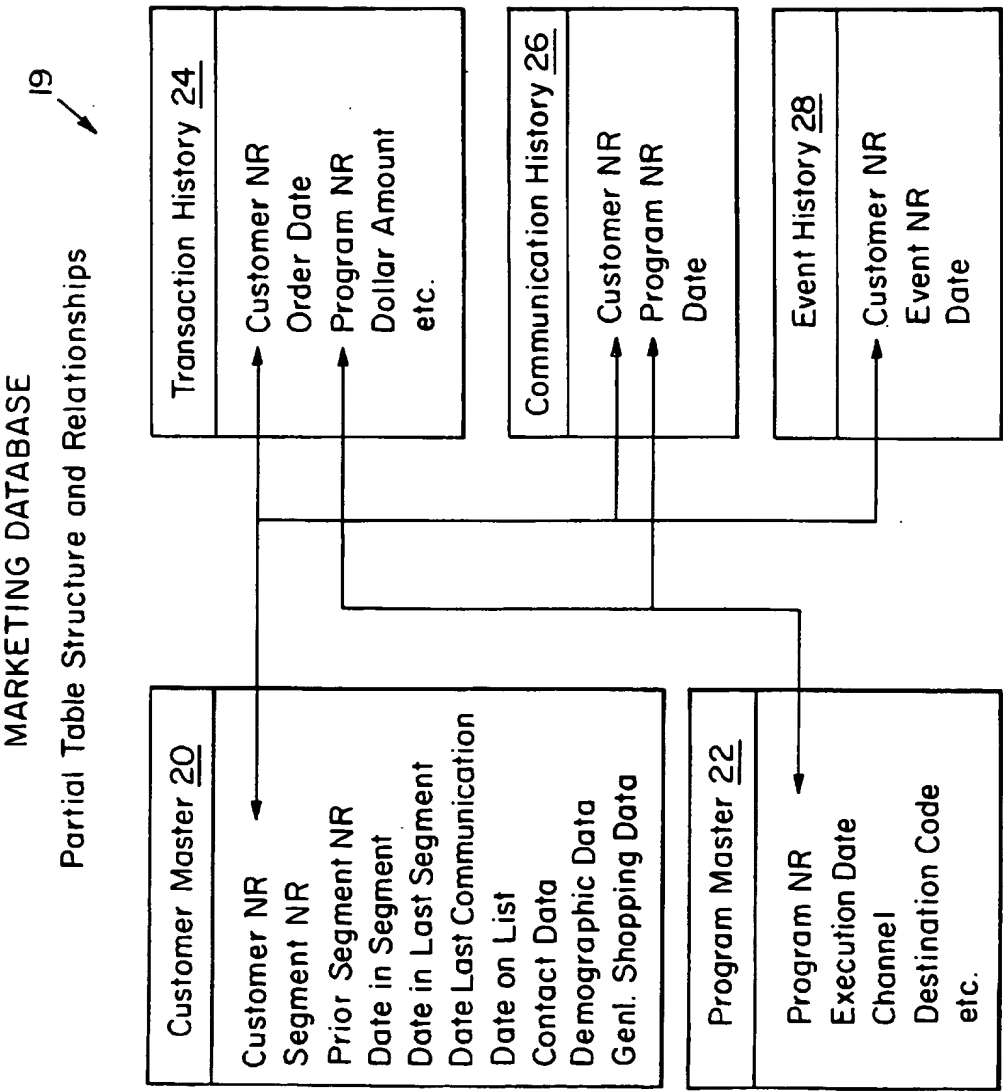 MARKETING DATABASE
Partial Table Structure and Relationships
19
Customer Master 20
Customer NR
Segment NR
Prior Segment NR
Date in Segment
Date in Last Segment
Date Last Communication
Date on List
Contact Data
Demographic Data
Genl. Shopping Data
Program Master 22
Program NR
Execution Date
Channel
Destination Code
etc.
Transaction History 24
Customer NR
Order Date
Program NR
Dollar Amount
etc.
Communication History 26
Customer NR
Program NR
Date
Event History 28
Customer NR
Event NR
Date